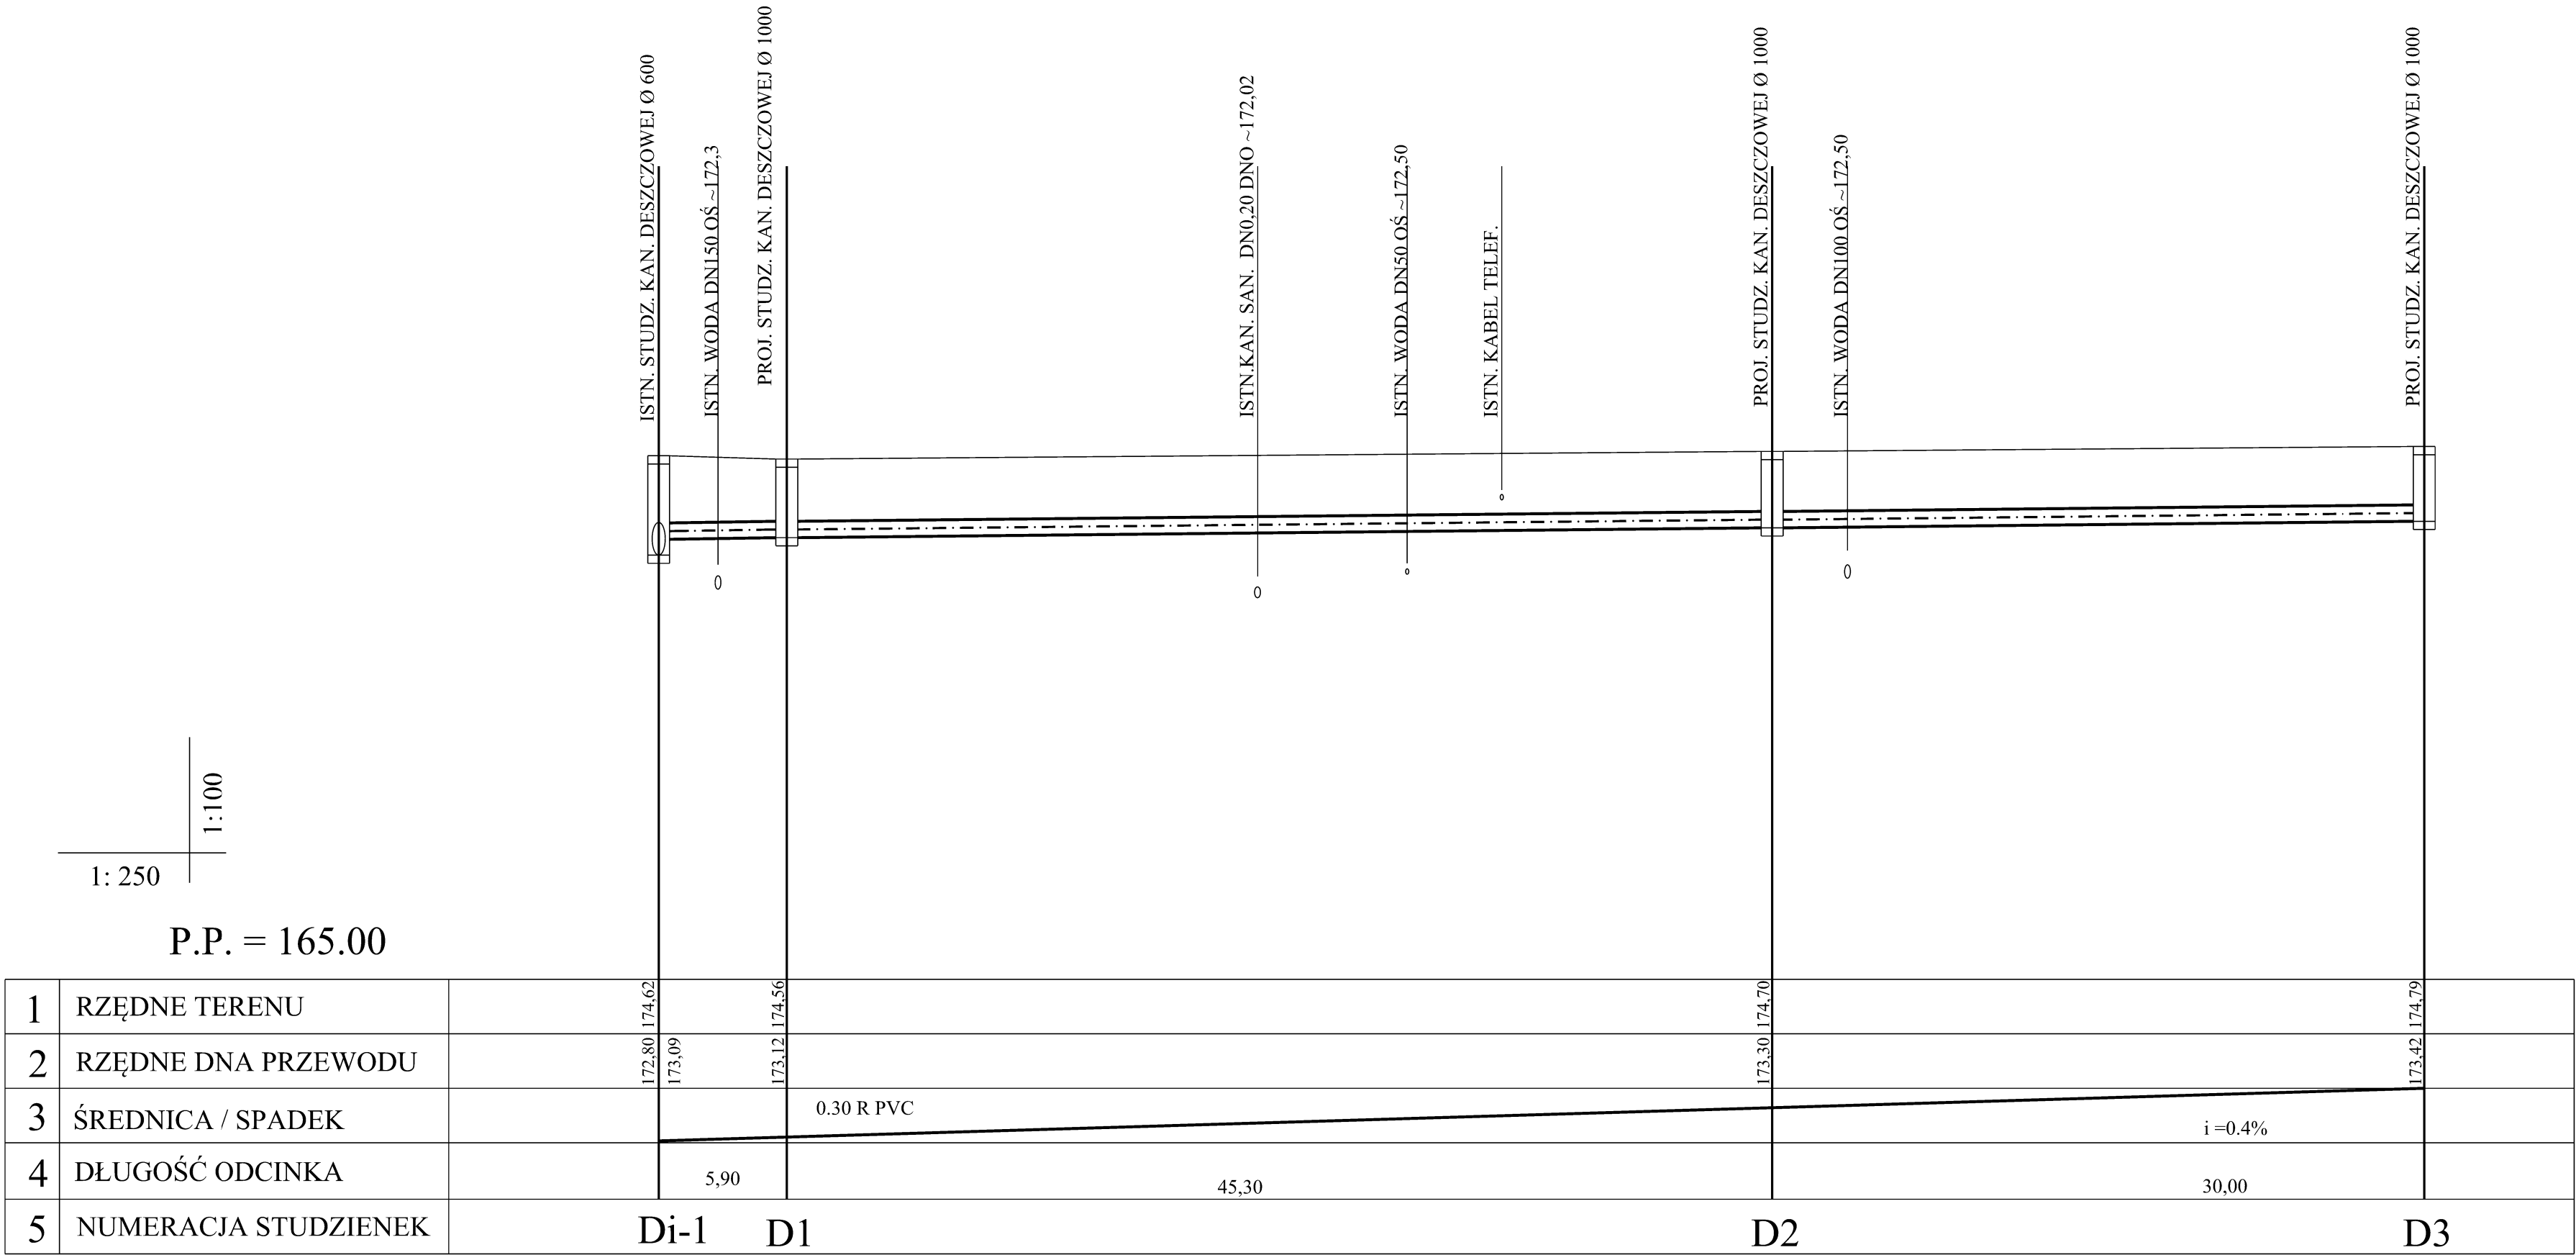 ISTN. STUDZ. KAN. DESZCZOWEJ Ø 600
ISTN. WODA DN150 OŚ ~172,3
PROJ. STUDZ. KAN. DESZCZOWEJ Ø 1000
ISTN.KAN. SAN. DN0,20 DNO ~172,02
ISTN. WODA DN50 OŚ ~172,50
ISTN. KABEL TELEF.
PROJ. STUDZ. KAN. DESZCZOWEJ Ø 1000
ISTN. WODA DN100 OŚ ~172,50
PROJ. STUDZ. KAN. DESZCZOWEJ Ø 1000
1:100
1: 250
P.P. = 165.00
1 RZĘDNE TERENU 174,62 174,56 174,70 174,79
2 RZĘDNE DNA PRZEWODU 172,80 173,09 173,12 173,30 173,42
3 ŚREDNICA / SPADEK 0.30 R PVC i =0.4%
4 DŁUGOŚĆ ODCINKA 5,90 45,30 30,00
5 NUMERACJA STUDZIENEK Di-1 D1 D2 D3